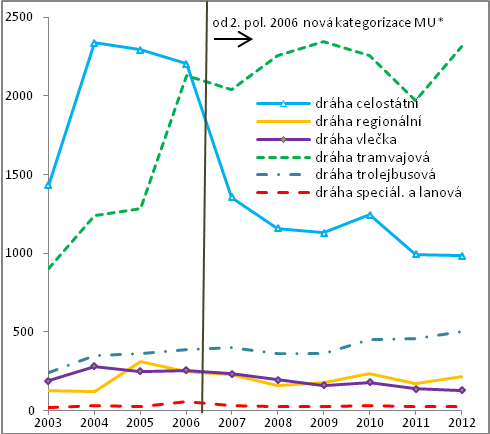 2500
od 2. pol. 2006 nová kategorizace MU*
2000
dráha celostátní
dráha regionální
dráha vlečka
1500
dráha tramvajová
dráha trolejbusová
dráha speciál. a lanová
1000
500
0
2003 2004 2005 2006 2007 2008 2009 2010 2011 2012